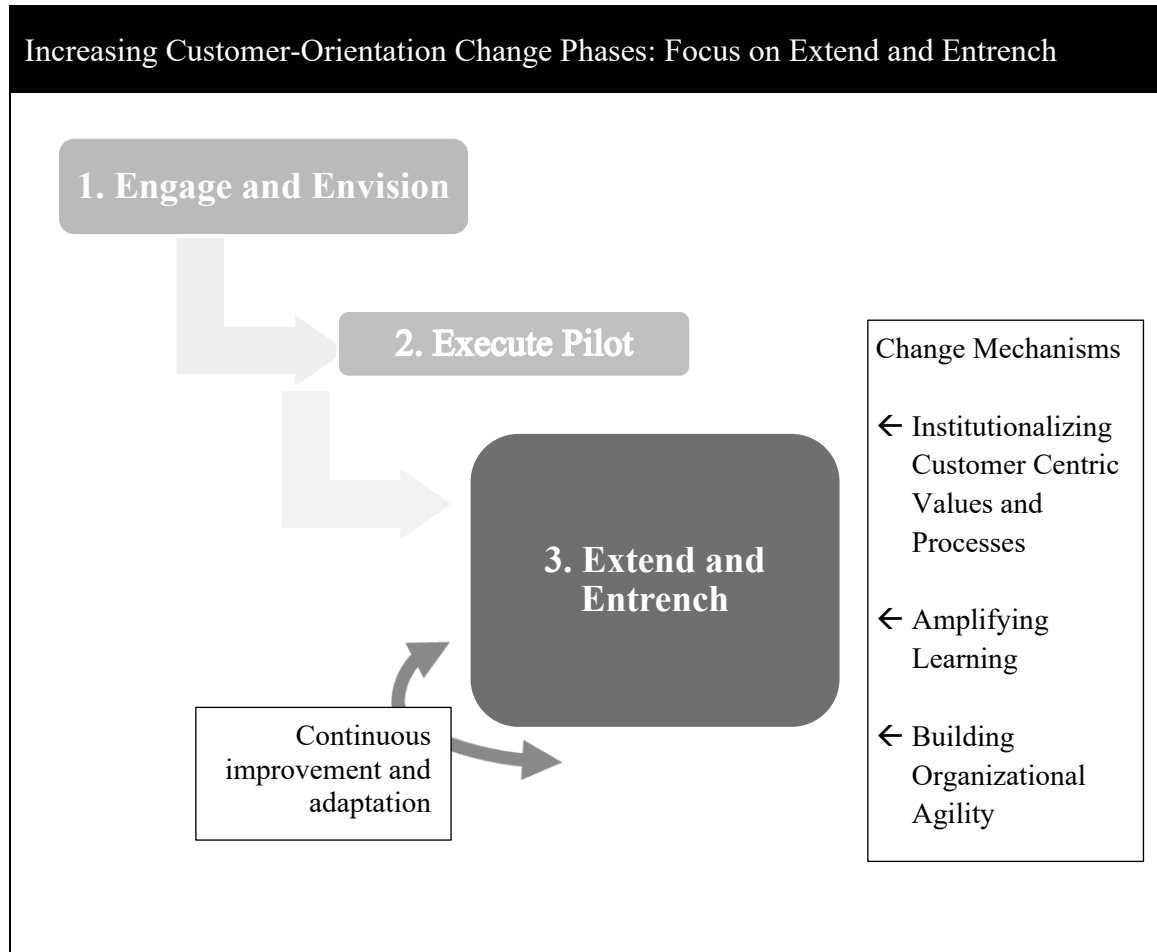 Increasing Customer-Orientation Change Phases: Focus on Extend and Entrench
1. Engage and Envision
2. Execute Pilot
3. Extend and
Entrench
Continuous
improvement and
adaptation
Change Mechanisms
← Institutionalizing
Customer Centric
Values and
Processes
← Amplifying
Learning
← Building
Organizational
Agility